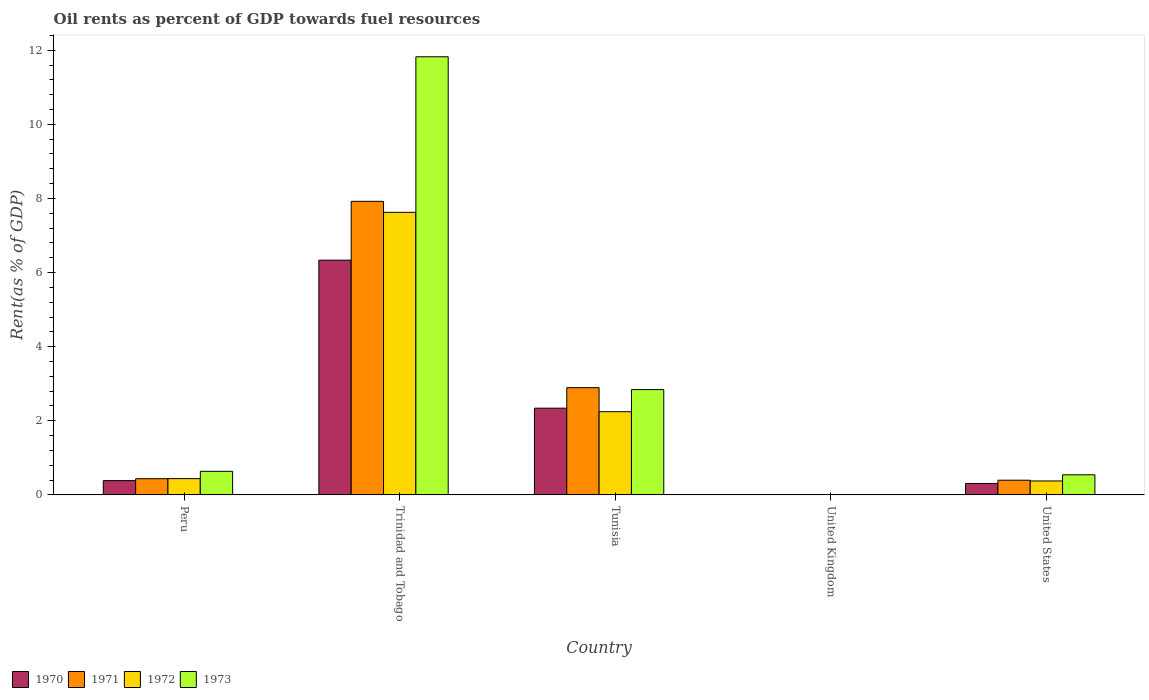 Oil rents as percent of GDP towards fuel resources
Rent(as % of GDP)
12
10
8
6
4
2
0
Peru
Trinidad and Tobago
Tunisia
United Kingdom
United States
Country
1970
1971
1972
1973